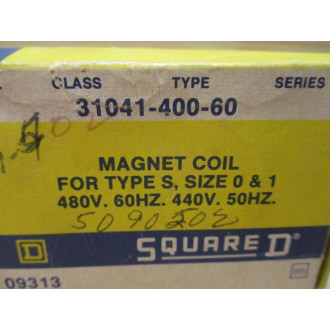 CLASS TYPE SERIES
31041-400-60
MAGNET COIL
FOR TYPE S, SIZE 0 & 1
480V. 60HZ. 440V. 50HZ.
5090502
D SQUARE D
09313